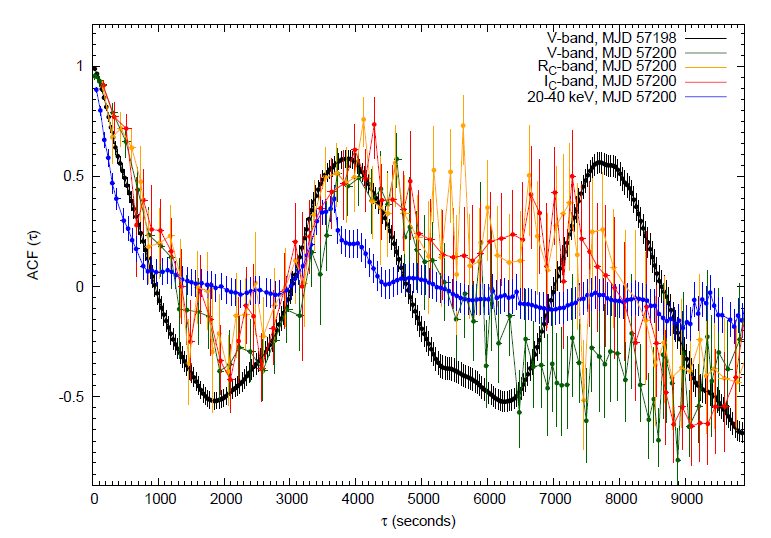 V-band, MJD 57198
V-band, MJD 57200
R_C-band, MJD 57200
I_C-band, MJD 57200
20-40 keV, MJD 57200
ACF (τ)
1
0.5
0
-0.5
0 1000 2000 3000 4000 5000 6000 7000 8000 9000
τ (seconds)